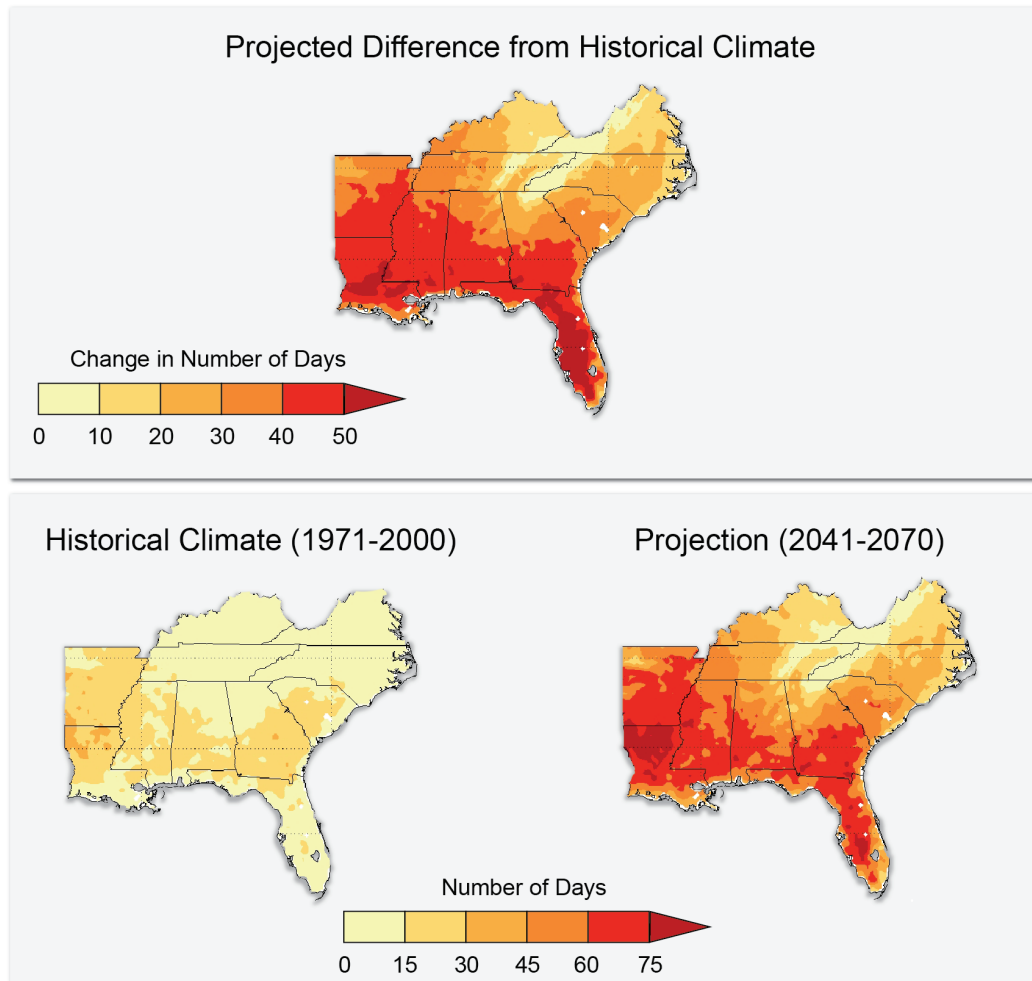 Projected Difference from Historical Climate
Change in Number of Days
0 10 20 30 40 50
Historical Climate (1971-2000)
Projection (2041-2070)
Number of Days
0 15 30 45 60 75